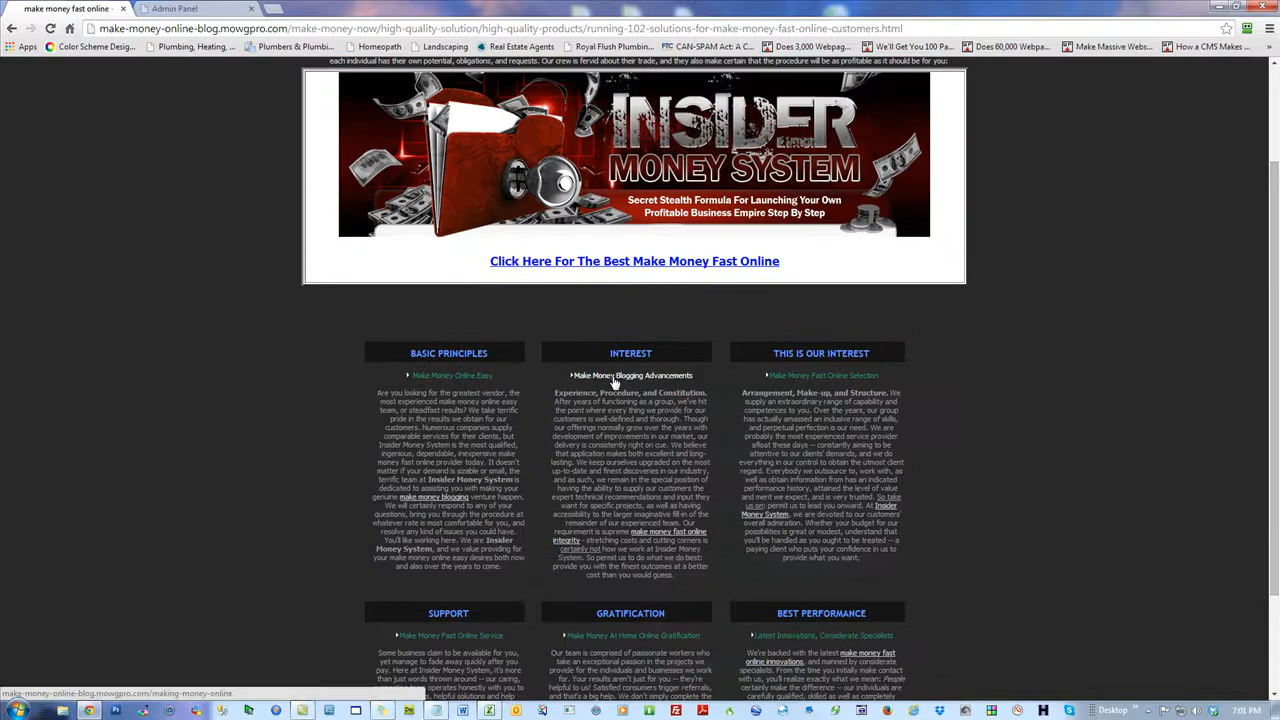 make money fast online -
Admin Panel
make-money-online-blog.mowgpro.com/make-money-now/high-quality-solution/high-quality-products/running-102-solutions-for-make-money-fast-online-customers.html
Apps Color Scheme Desig... Plumbing, Heating, ... Plumbers & Plumbi... Homeopath Landscaping Real Estate Agents Royal Flush Plumbin... FTC CAN-SPAM Act: A C... Does 3,000 Webpag... We'll Get You 100 Pa... Does 60,000 Webpa... Make Massive Webs... How a CMS Makes ...
each individual has their own potential, obligations, and requests. Our crew is fervid about their trade, and they also make certain that the procedure will be as profitable as it should be for you:
INSIDER
MONEY SYSTEM
Secret Stealth Formula For Launching Your Own
Profitable Business Empire Step By Step
Click Here For The Best Make Money Fast Online
BASIC PRINCIPLES
Make Money Online Easy
Are you looking for the greatest vendor, the
most experienced make money online easy
team, or steadfast results? We take terrific
pride in the results we obtain for our
customers. Numerous companies supply
comparable services for their clients, but
Insider Money System is the most qualified,
ingenious, dependable, inexpensive make
money fast online provider today. It doesn't
matter if your demand is sizable or small, the
terrific team at Insider Money System is
dedicated to assisting you with making your
genuine make money blogging venture happen.
We will certainly respond to any of your
questions, bring you through the procedure at
whatever rate is most comfortable for you, and
resolve any kind of issues you could have.
You'll like working here. We are Insider
Money System, and we value providing for
your make money online easy desires both now
and also over the years to come.
INTEREST
Make Money Blogging Advancements
Experience, Procedure, and Constitution.
After years of functioning as a group, we've hit
the point where every thing we provide for our
customers is well-defined and thorough. Though
our offerings normally grow over the years with
development of improvements in our market, our
delivery is consistently right on cue. We believe
that application makes both excellent and long-
lasting. We keep ourselves upgraded on the most
up-to-date and finest discoveries in our industry,
and as such, we remain in the special position of
having the ability to supply our customers the
expert technical recommendations and input they
want for specific projects, as well as having
accessibility to the larger imaginative fill-in of the
remainder of our experienced team. Our
requirement is supreme make money fast online
integrity - stretching costs and cutting corners is
certainly not how we work at Insider Money
System. So permit us to do what we do best:
provide you with the finest outcomes at a better
cost than you would guess.
THIS IS OUR INTEREST
Make Money Fast Online Selection
Arrangement, Make-up, and Structure. We
supply an extraordinary range of capability and
competences to you. Over the years, our group
has actually amassed an inclusive range of skills,
and perpetual perfection is our need. We are
probably the most experienced service provider
afloat these days -- constantly aiming to be
attentive to our clients' demands, and we do
everything in our control to obtain the utmost client
regard. Everybody we outsource to, work with, as
well as obtain information from has an indicated
performance history, attained the level of value
and merit we expect, and is very trusted. So take
us on: permit us to lead you onward. At Insider
Money System, we are devoted to our customers'
overall admiration. Whether your budget for our
possibilities is great or modest, understand that
you'll be handled as you ought to be treated -- a
paying client who puts your confidence in us to
provide what you want.
SUPPORT
Make Money Fast Online Service
Some business claim to be available for you,
yet manage to fade away quickly after you
pay. Here at Insider Money System, it's more
than just words thrown around -- our caring,
operates honestly with you to
, helpful solutions and help
GRATIFICATION
Make Money At Home Online Gratification
Our team is comprised of passionate workers who
take an exceptional passion in the projects we
provide for the individuals and businesses we work
for. Your results aren't just for you -- they're
helpful to us! Satisfied consumers trigger referrals,
and that's a big help. We don't simply complete the
BEST PERFORMANCE
Latest Innovations, Considerate Specialists
We're backed with the latest make money fast
online innovations, and manned by considerate
specialists. From the time you initially make
contact with us, you'll realize exactly what we mean: People
certainly make the difference -- our individuals are
carefully qualified, skilled as well as completely
make-money-online-blog.mowgpro.com/making-money-online
Desktop
7:01 PM